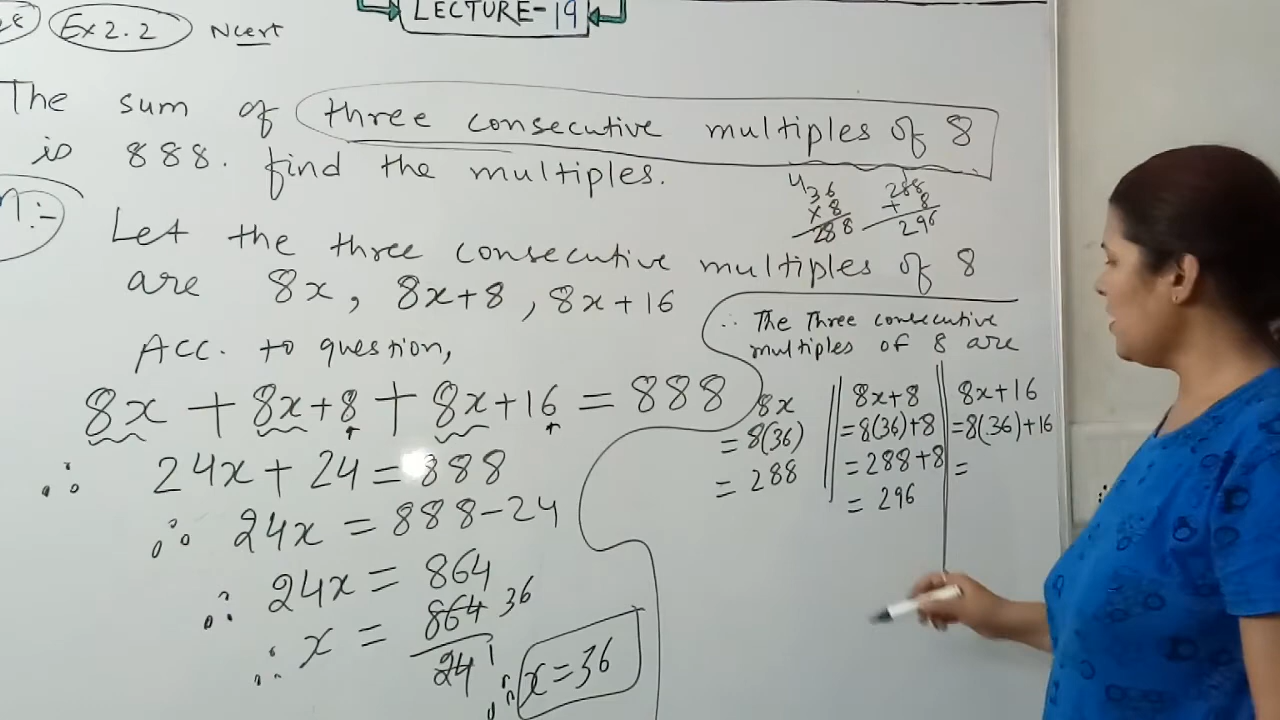 LECTURE-19
Ex 2.2 Ncert
The sum of three consecutive multiples of 8
is 888. find the multiples.
436
×8
288
288
+ 8
296
Let the three consecutive multiples of 8
are 8x, 8x+8, 8x+16
Acc. to question,
8x + 8x+8 + 8x+16 = 888
∴ 24x + 24 = 888
∴ 24x = 888-24
∴ 24x = 864
∴ x = 864 36
24 1
∴ x = 36
∴ The Three consecutive
multiples of 8 are
8x
= 8(36)
= 288
8x+8
= 8(36)+8
= 288+8
= 296
8x+16
= 8(36)+16
=